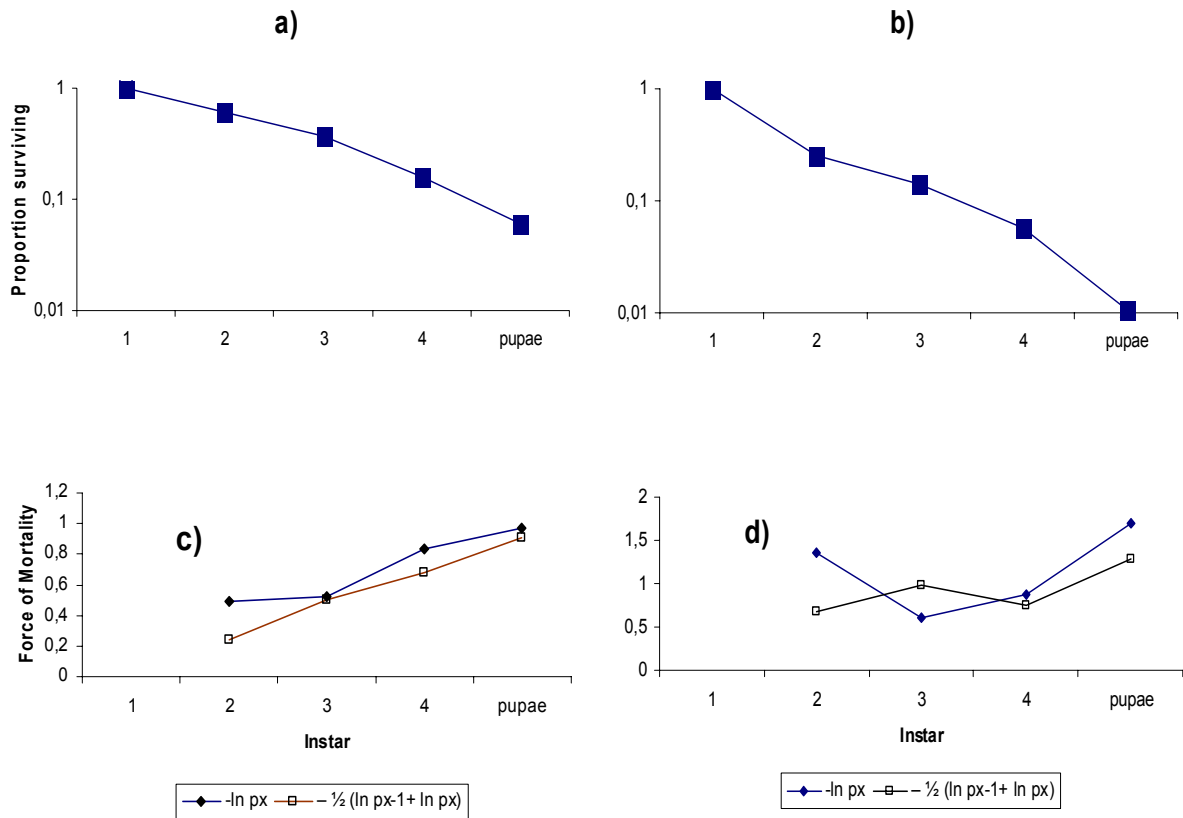 a)
b)
Proportion surviving
1
0,1
0,01
1 2 3 4 pupae
1
0,1
0,01
1 2 3 4 pupae
Force of Mortality
1,2
1
0,8
0,6
0,4
0,2
0
c)
1 2 3 4 pupae
Instar
2
1,5
1
0,5
0
d)
1 2 3 4 pupae
Instar
-ln px – ½ (ln px-1+ ln px)
-ln px – ½ (ln px-1+ ln px)